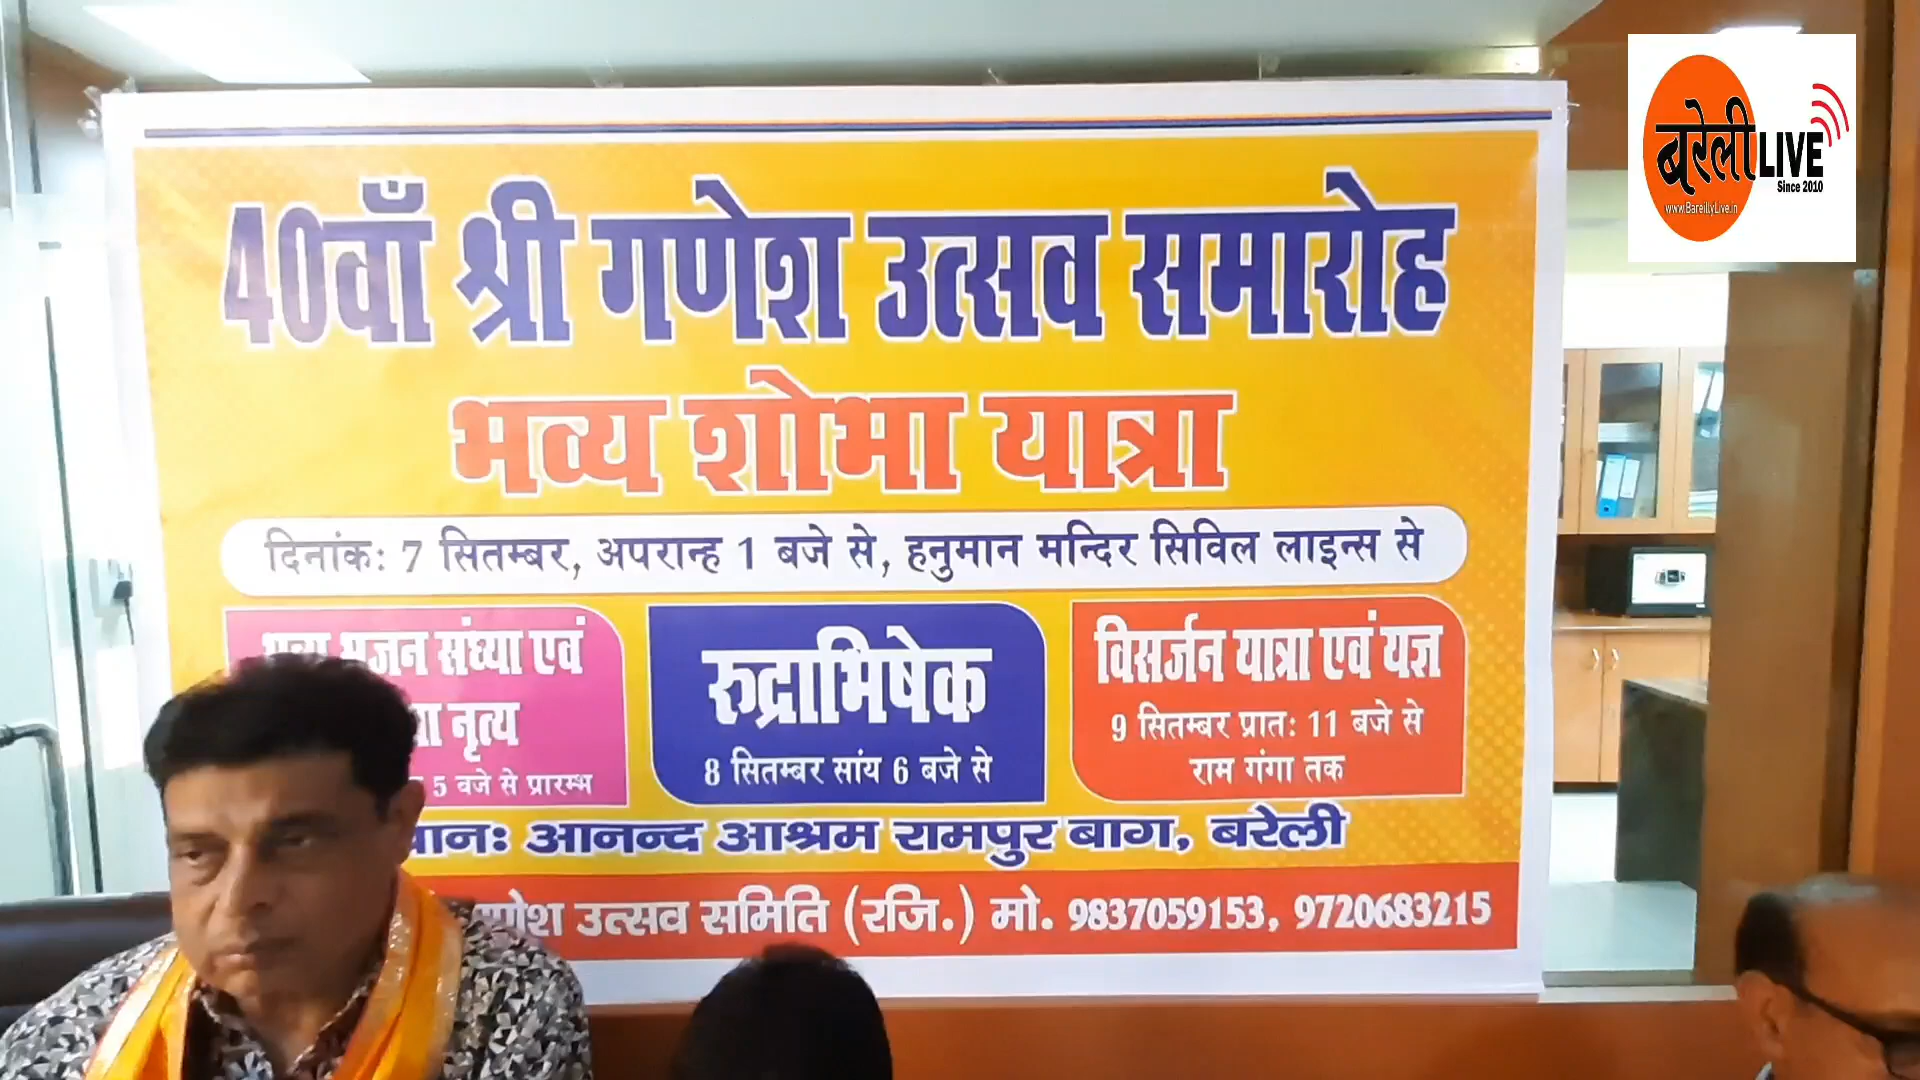 40वाँ श्री गणेश उत्सव समारोह
भव्य शोभा यात्रा
दिनांक: 7 सितम्बर, अपरान्ह 1 बजे से, हनुमान मन्दिर सिविल लाइन्स से
संध्या एवं
नृत्य
5 बजे से प्रारम्भ
रुद्राभिषेक
8 सितम्बर सांय 6 बजे से
विसर्जन यात्रा एवं यज्ञ
9 सितम्बर प्रात: 11 बजे से
राम गंगा तक
आनन्द आश्रम रामपुर बाग, बरेली
उत्सव समिति (रजि.) मो. 9837059153, 9720683215
बरेली LIVE
Since 2010
www.BareillyLive.in